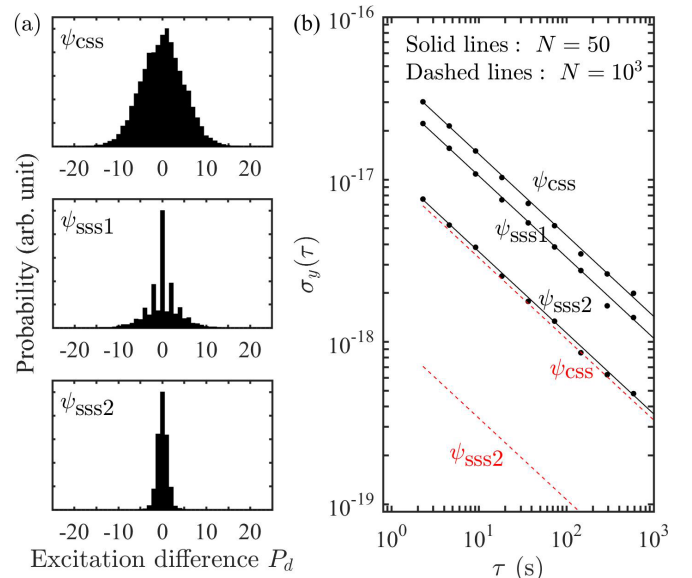 (a)
ψcss
-20 -10 0 10 20
ψsss1
-20 -10 0 10 20
ψsss2
-20 -10 0 10 20
Probability (arb. unit)
Excitation difference P_d
(b)
Solid lines : N = 50
Dashed lines : N = 10³
ψcss
ψsss1
ψsss2
ψcss
ψsss2
10⁻¹⁶
10⁻¹⁷
10⁻¹⁸
10⁻¹⁹
σ_y(τ)
10⁰ 10¹ 10² 10³
τ (s)